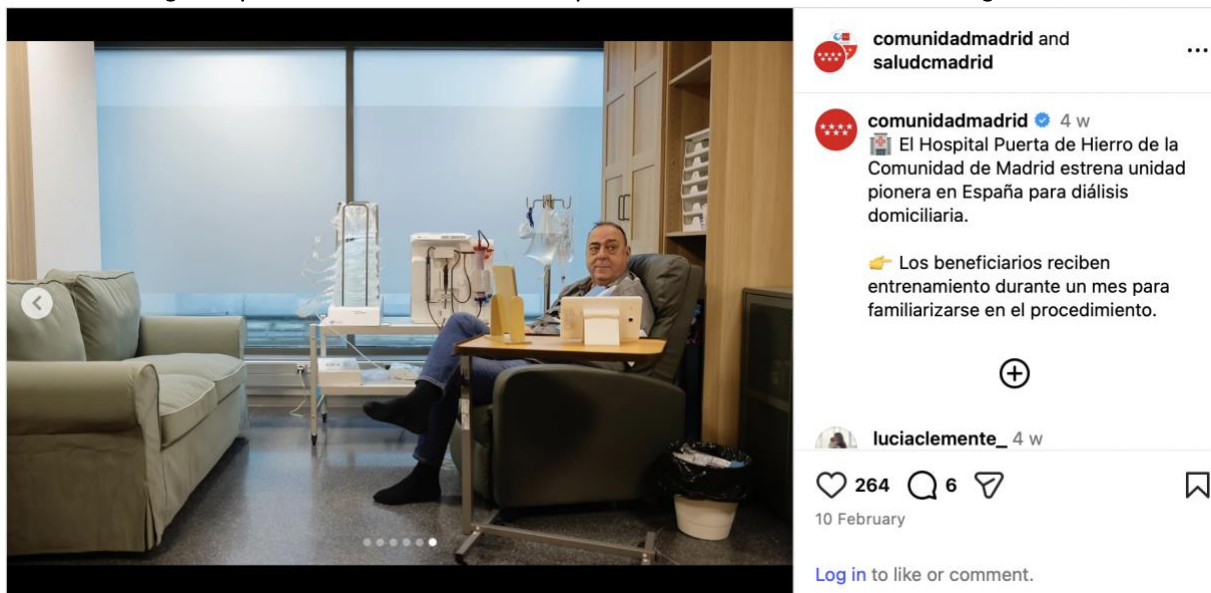 comunidadmadrid and
saludcmadrid
comunidadmadrid 4 w
El Hospital Puerta de Hierro de la
Comunidad de Madrid estrena unidad
pionera en España para diálisis
domiciliaria.
👉 Los beneficiarios reciben
entrenamiento durante un mes para
familiarizarse en el procedimiento.
luciaclemente_ 4 w
264 6
10 February
Log in to like or comment.